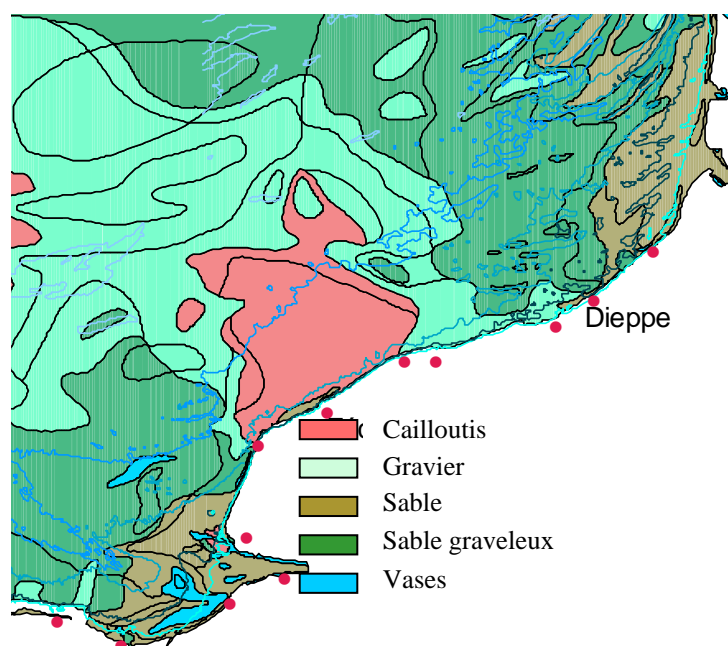 Dieppe
Cailloutis
Gravier
Sable
Sable graveleux
Vases